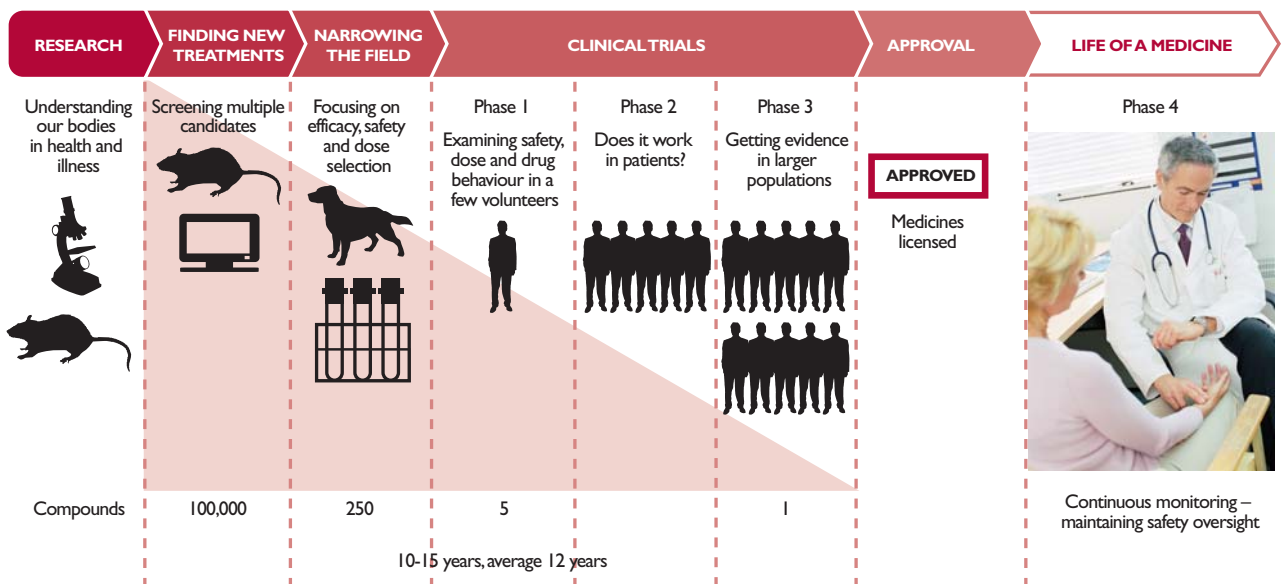 RESEARCH
FINDING NEW
TREATMENTS
NARROWING
THE FIELD
CLINICAL TRIALS
APPROVAL
LIFE OF A MEDICINE
Understanding
our bodies
in health and
illness
Screening multiple
candidates
Focusing on
efficacy, safety
and dose
selection
Phase 1
Examining safety,
dose and drug
behaviour in a
few volunteers
Phase 2
Does it work
in patients?
Phase 3
Getting evidence
in larger
populations
APPROVED
Medicines
licensed
Phase 4
Continuous monitoring –
maintaining safety oversight
Compounds 100,000 250 5 1
10-15 years, average 12 years